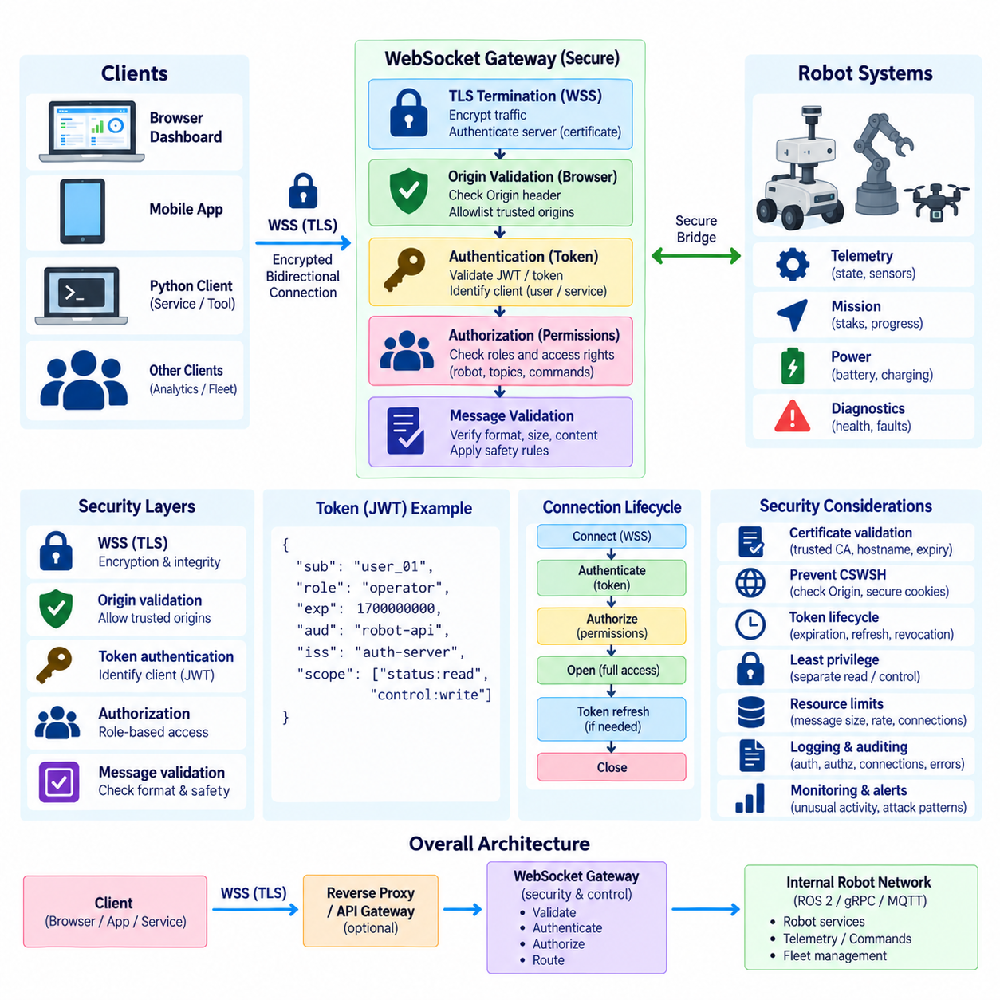 Clients
Browser
Dashboard
Mobile App
Python Client
(Service / Tool)
Other Clients
(Analytics / Fleet)
WSS (TLS)
Encrypted
Bidirectional
Connection
WebSocket Gateway (Secure)
TLS Termination (WSS)
Encrypt traffic
Authenticate server (certificate)
Origin Validation (Browser)
Check Origin header
Allowlist trusted origins
Authentication (Token)
Validate JWT / token
Identify client (user / service)
Authorization (Permissions)
Check roles and access rights
(robot, topics, commands)
Message Validation
Verify format, size, content
Apply safety rules
Secure
Bridge
Robot Systems
Telemetry
(state, sensors)
Mission
(staks, progress)
Power
(battery, charging)
Diagnostics
(health, faults)
Security Layers
WSS (TLS)
Encryption & integrity
Origin validation
Allow trusted origins
Token authentication
Identify client (JWT)
Authorization
Role-based access
Message validation
Check format & safety
Token (JWT) Example
{
"sub": "user_01",
"role": "operator",
"exp": 1700000000,
"aud": "robot-api",
"iss": "auth-server",
"scope": ["status:read",
"control:write"]
}
Connection Lifecycle
Connect (WSS)
Authenticate
(token)
Authorize
(permissions)
Open (full access)
Token refresh
(if needed)
Close
Security Considerations
Certificate validation
(trusted CA, hostname, expiry)
Prevent CSWSH
(check Origin, secure cookies)
Token lifecycle
(expiration, refresh, revocation)
Least privilege
(separate read / control)
Resource limits
(message size, rate, connections)
Logging & auditing
(auth, authz, connections, errors)
Monitoring & alerts
(unusual activity, attack patterns)
Overall Architecture
Client
(Browser / App / Service)
WSS (TLS)
Reverse Proxy
/ API Gateway
(optional)
WebSocket Gateway
(security & control)
• Validate
• Authenticate
• Authorize
• Route
Internal Robot Network
(ROS 2 / gRPC / MQTT)
• Robot services
• Telemetry / Commands
• Fleet management